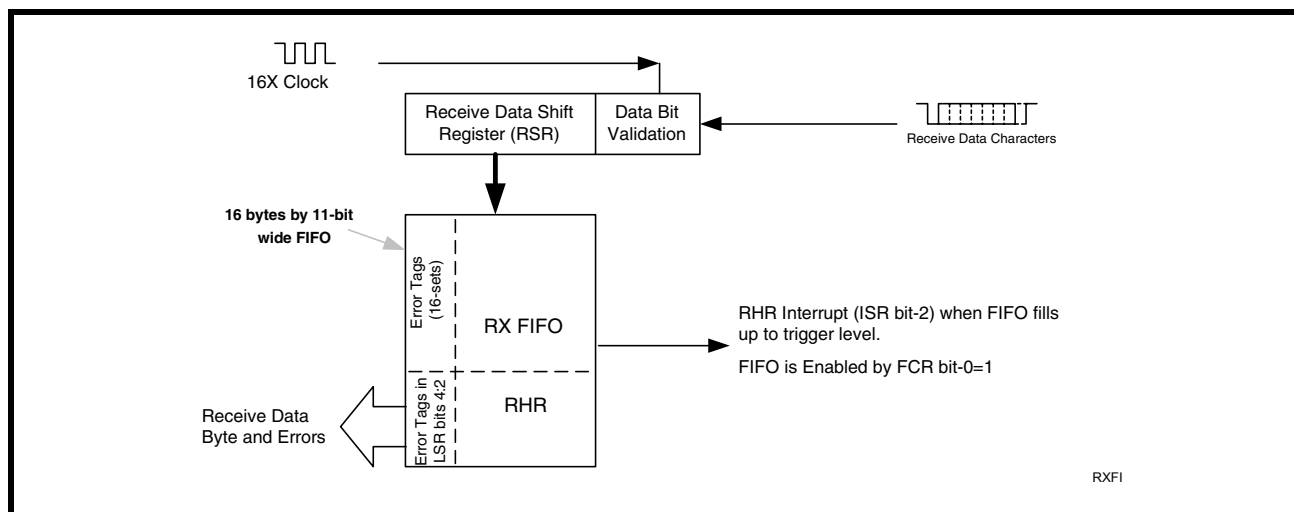 16X Clock
Receive Data Shift
Register (RSR)
Data Bit
Validation
Receive Data Characters
16 bytes by 11-bit
wide FIFO
Error Tags
(16-sets)
RX FIFO
RHR Interrupt (ISR bit-2) when FIFO fills
up to trigger level.
FIFO is Enabled by FCR bit-0=1
Error Tags in
LSR bits 4:2
RHR
Receive Data
Byte and Errors
RXFI